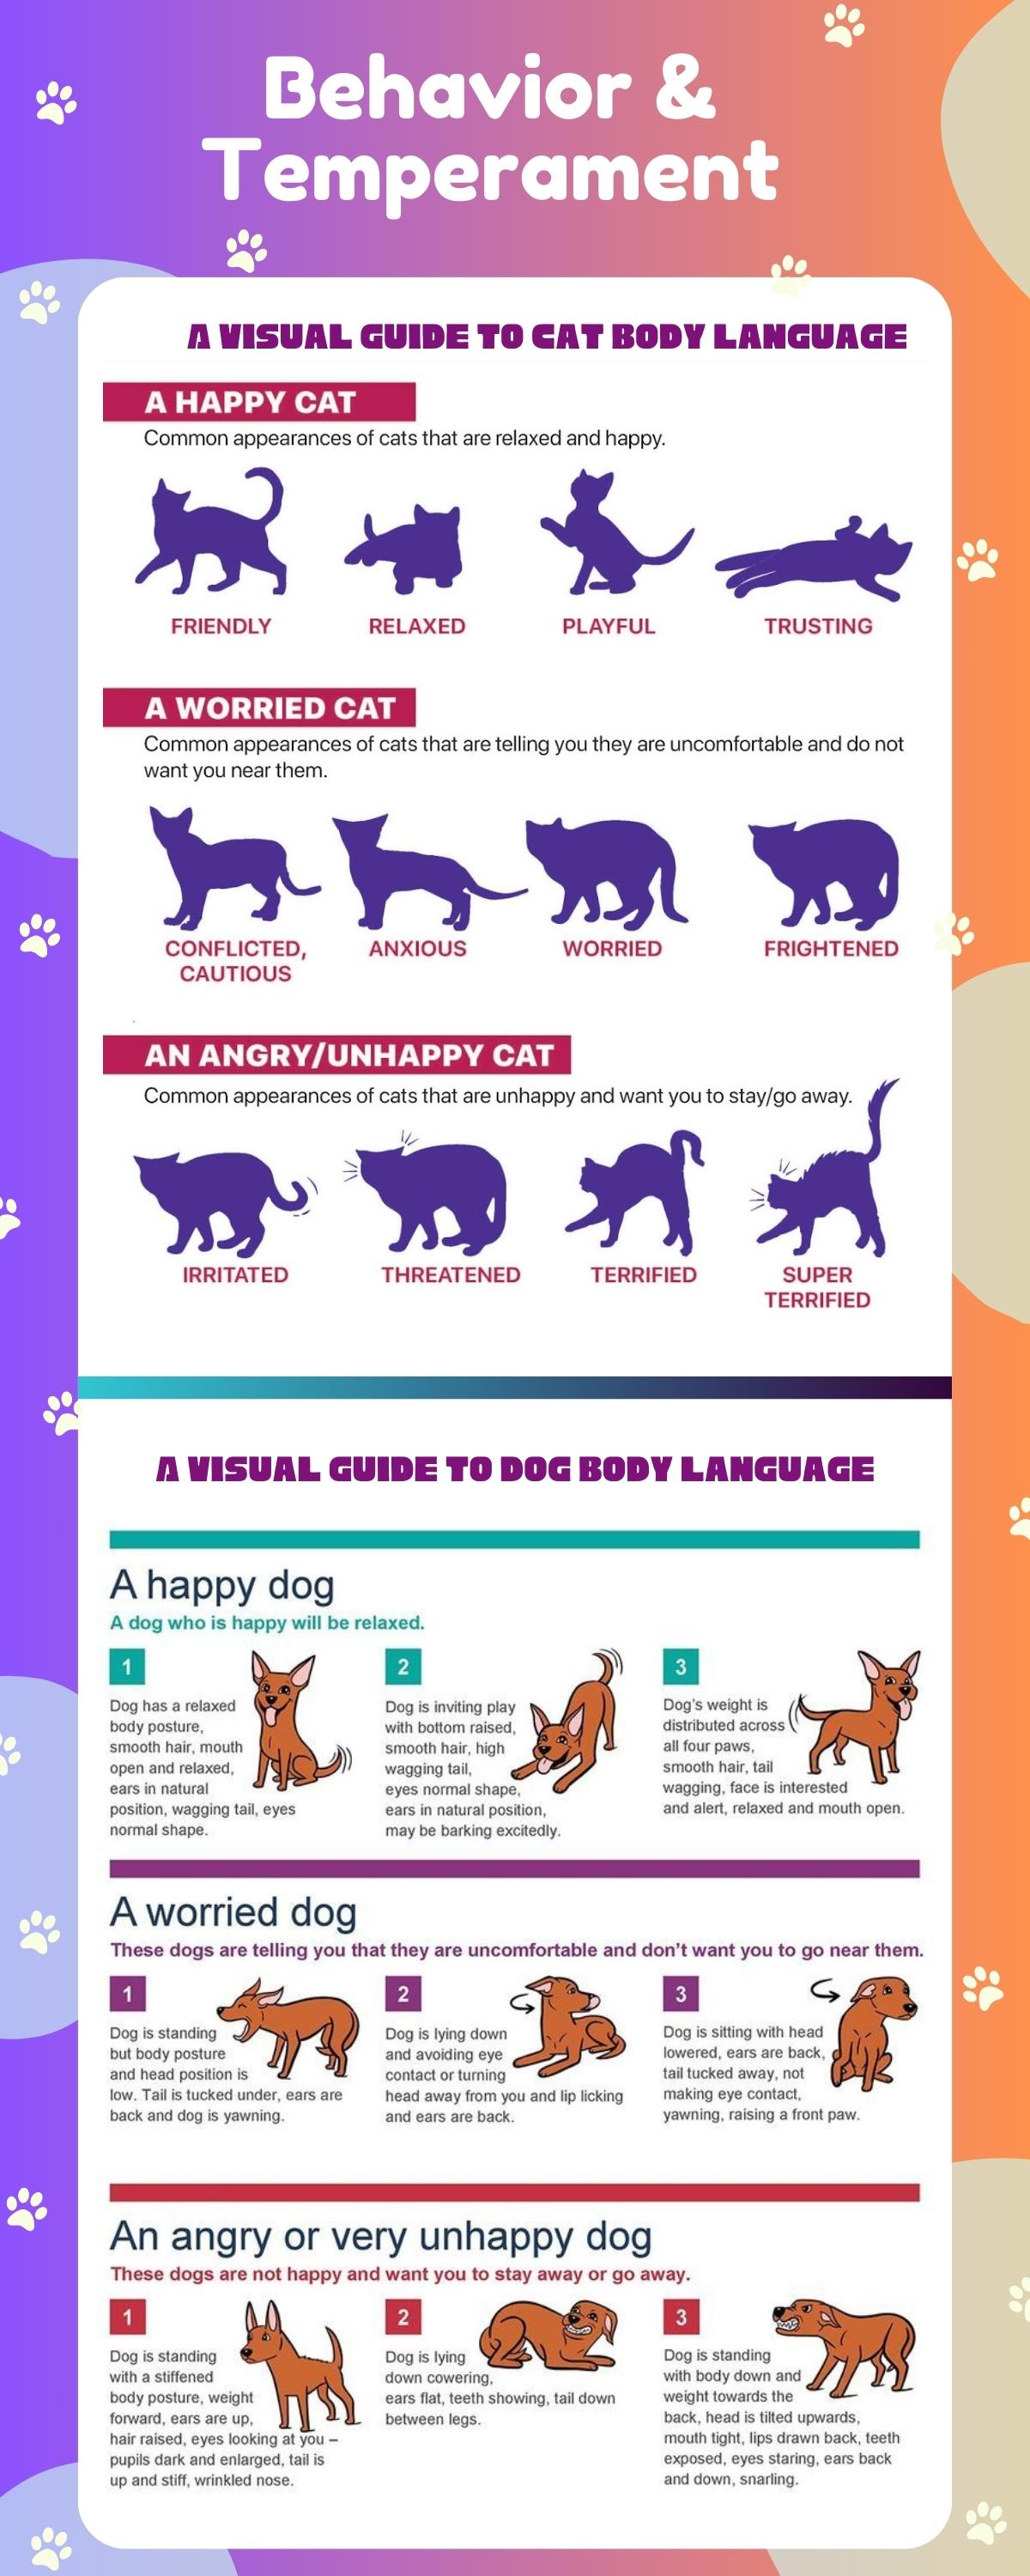 Behavior &
Temperament
A VISUAL GUIDE TO CAT BODY LANGUAGE
A HAPPY CAT
Common appearances of cats that are relaxed and happy.
FRIENDLY
RELAXED
PLAYFUL
TRUSTING
A WORRIED CAT
Common appearances of cats that are telling you they are uncomfortable and do not
want you near them.
CONFLICTED,
CAUTIOUS
ANXIOUS
WORRIED
FRIGHTENED
AN ANGRY/UNHAPPY CAT
Common appearances of cats that are unhappy and want you to stay/go away.
IRRITATED
THREATENED
TERRIFIED
SUPER
TERRIFIED
A VISUAL GUIDE TO DOG BODY LANGUAGE
A happy dog
A dog who is happy will be relaxed.
1
Dog has a relaxed
body posture,
smooth hair, mouth
open and relaxed,
ears in natural
position, wagging tail, eyes
normal shape.
2
Dog is inviting play
with bottom raised,
smooth hair, high
wagging tail,
eyes normal shape,
ears in natural position,
may be barking excitedly.
3
Dog's weight is
distributed across
all four paws,
smooth hair, tail
wagging, face is interested
and alert, relaxed and mouth open.
A worried dog
These dogs are telling you that they are uncomfortable and don't want you to go near them.
1
Dog is standing
but body posture
and head position is
low. Tail is tucked under, ears are
back and dog is yawning.
2
Dog is lying down
and avoiding eye
contact or turning
head away from you and lip licking
and ears are back.
3
Dog is sitting with head
lowered, ears are back,
tail tucked away, not
making eye contact,
yawning, raising a front paw.
An angry or very unhappy dog
These dogs are not happy and want you to stay away or go away.
1
Dog is standing
with a stiffened
body posture, weight
forward, ears are up,
hair raised, eyes looking at you –
pupils dark and enlarged, tail is
up and stiff, wrinkled nose.
2
Dog is lying
down cowering,
ears flat, teeth showing, tail down
between legs.
3
Dog is standing
with body down and
weight towards the
back, head is tilted upwards,
mouth tight, lips drawn back, teeth
exposed, eyes staring, ears back
and down, snarling.